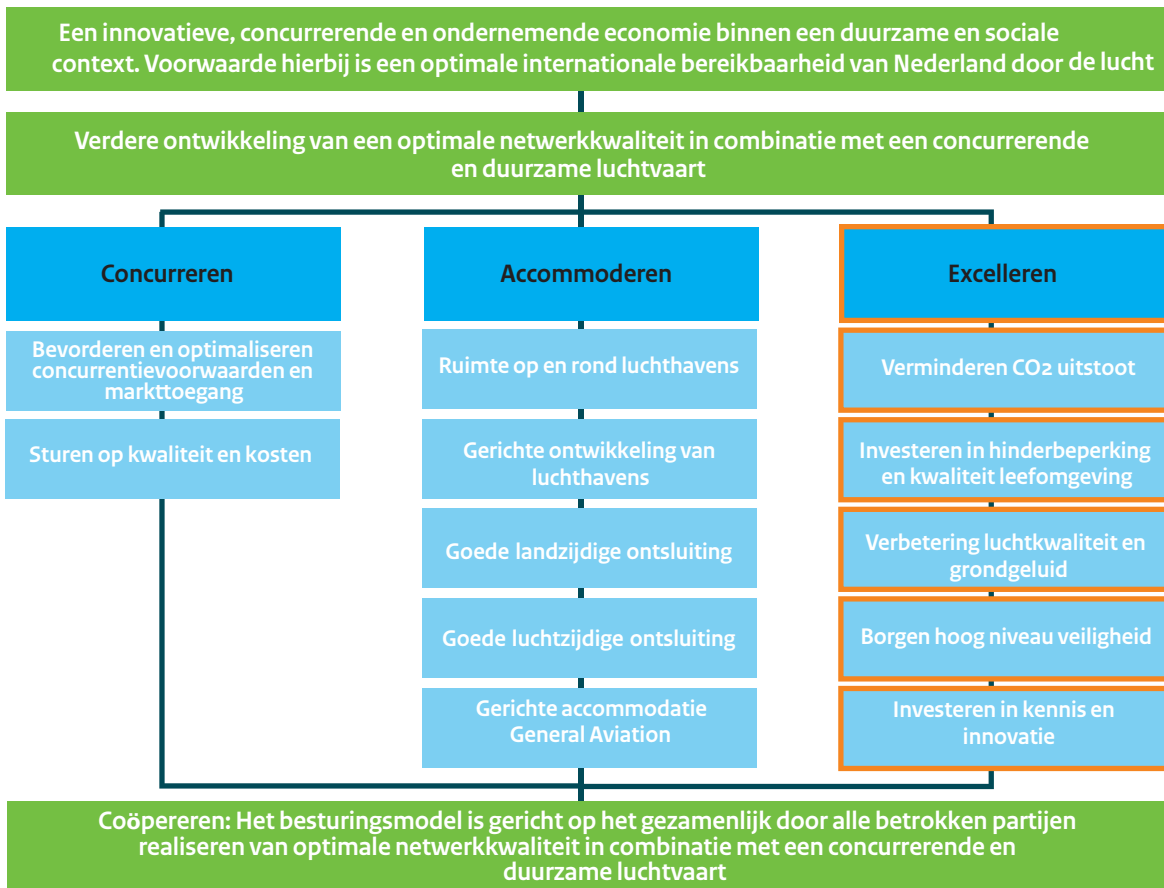 Een innovatieve, concurrerende en ondernemende economie binnen een duurzame en sociale
context. Voorwaarde hierbij is een optimale internationale bereikbaarheid van Nederland door de lucht
Verdere ontwikkeling van een optimale netwerkkwaliteit in combinatie met een concurrerende
en duurzame luchtvaart
Concurreren
Bevorderen en optimaliseren
concurrentievoorwaarden en
markttoegang
Sturen op kwaliteit en kosten
Accommoderen
Ruimte op en rond luchthavens
Gerichte ontwikkeling van
luchthavens
Goede landzijdige ontsluiting
Goede luchtzijdige ontsluiting
Gerichte accommodatie
General Aviation
Excelleren
Verminderen CO2 uitstoot
Investeren in hinderbeperking
en kwaliteit leefomgeving
Verbetering luchtkwaliteit en
grondgeluid
Borgen hoog niveau veiligheid
Investeren in kennis en
innovatie
Coöpereren: Het besturingsmodel is gericht op het gezamenlijk door alle betrokken partijen
realiseren van optimale netwerkkwaliteit in combinatie met een concurrerende en
duurzame luchtvaart